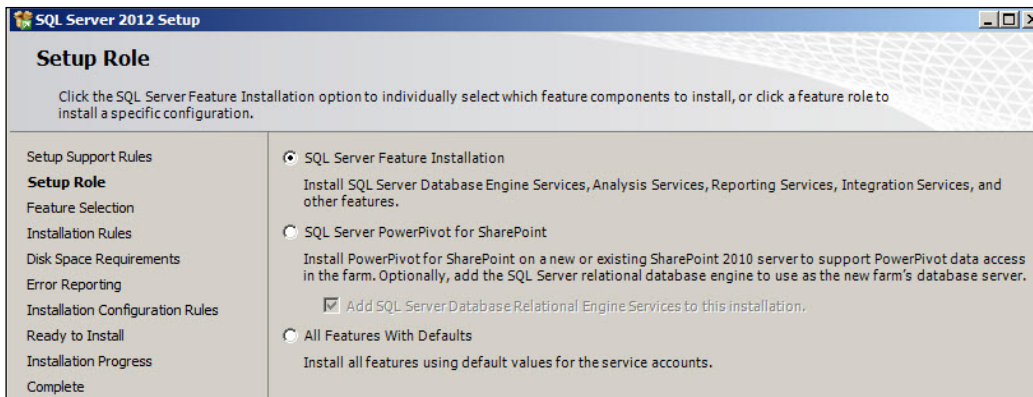 SQL Server 2012 Setup
Setup Role
Click the SQL Server Feature Installation option to individually select which feature components to install, or click a feature role to
install a specific configuration.
Setup Support Rules
Setup Role
Feature Selection
Installation Rules
Disk Space Requirements
Error Reporting
Installation Configuration Rules
Ready to Install
Installation Progress
Complete
SQL Server Feature Installation
Install SQL Server Database Engine Services, Analysis Services, Reporting Services, Integration Services, and
other features.
SQL Server PowerPivot for SharePoint
Install PowerPivot for SharePoint on a new or existing SharePoint 2010 server to support PowerPivot data access
in the farm. Optionally, add the SQL Server relational database engine to use as the new farm's database server.
Add SQL Server Database Relational Engine Services to this installation.
All Features With Defaults
Install all features using default values for the service accounts.